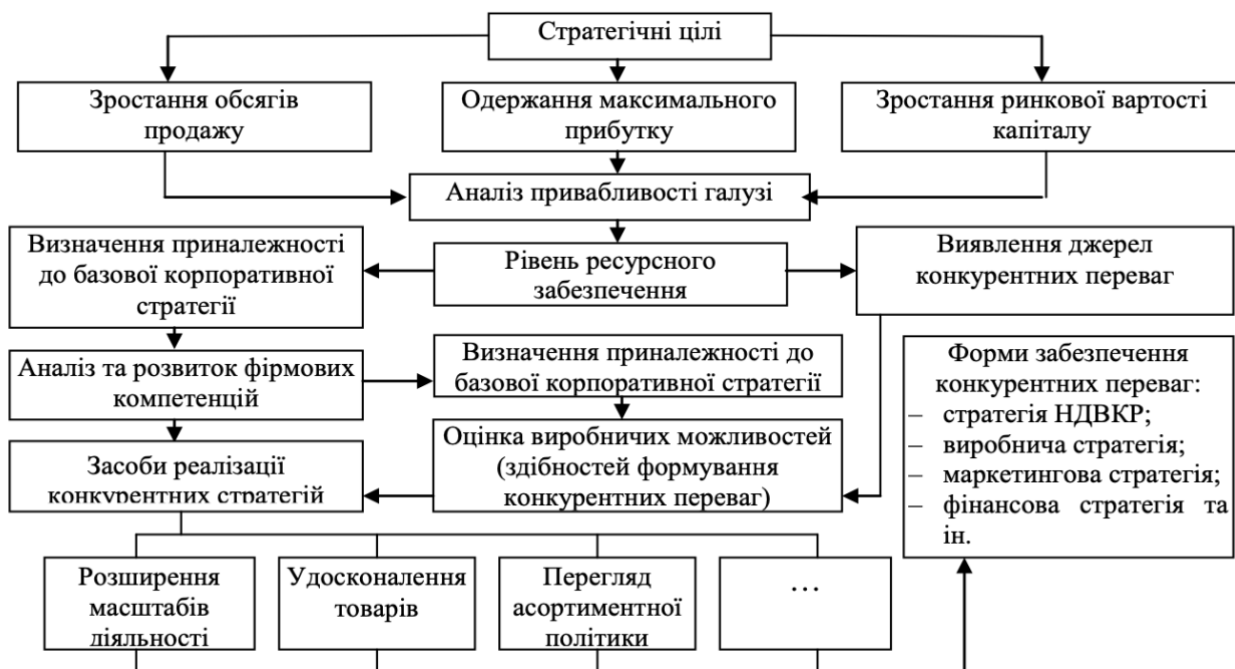 Стратегічні цілі
Зростання обсягів
продажу
Одержання максимального
прибутку
Зростання ринкової вартості
капіталу
Аналіз привабливості галузі
Визначення приналежності
до базової корпоративної
стратегії
Рівень ресурсного
забезпечення
Виявлення джерел
конкурентних переваг
Аналіз та розвиток фірмових
компетенцій
Визначення приналежності до
базової корпоративної стратегії
Форми забезпечення
конкурентних переваг:
– стратегія НДВКР;
– виробнича стратегія;
– маркетингова стратегія;
– фінансова стратегія та
ін.
Засоби реалізації
конкурентних стратегій
Оцінка виробничих можливостей
(здібностей формування
конкурентних переваг)
Розширення
масштабів
діяльності
Удосконалення
товарів
Перегляд
асортиментної
політики
…